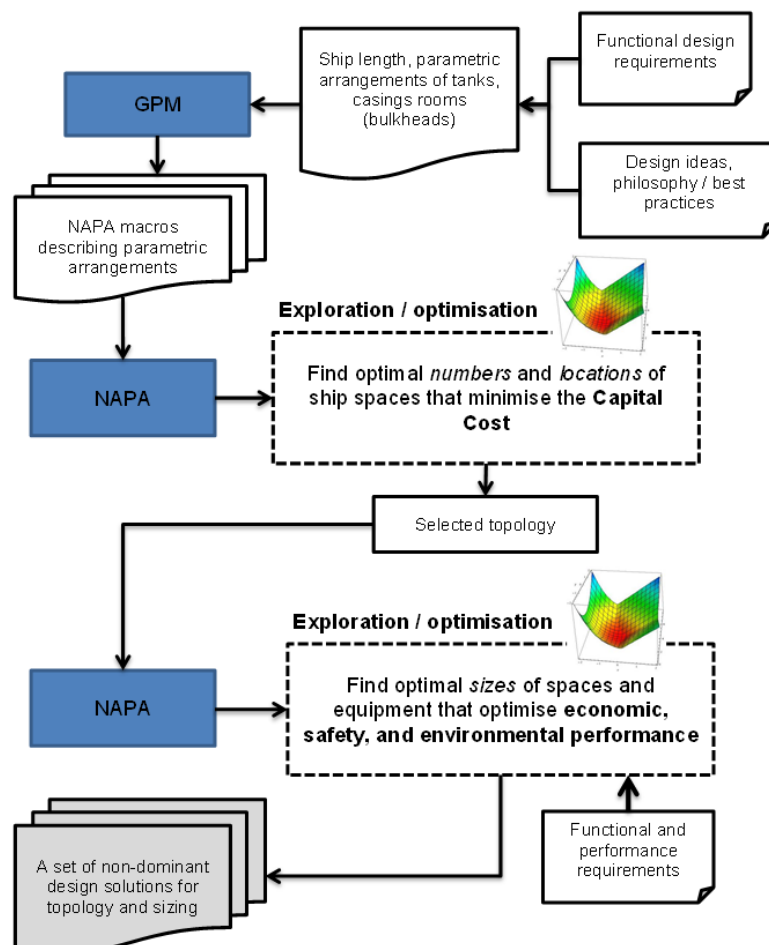 Functional design
requirements
Ship length, parametric
arrangements of tanks,
casings rooms
(bulkheads)
GPM
Design ideas,
philosophy / best
practices
NAPA macros
describing parametric
arrangements
Exploration / optimisation
Find optimal numbers and locations of
ship spaces that minimise the Capital
Cost
NAPA
Selected topology
Exploration / optimisation
Find optimal sizes of spaces and
equipment that optimise economic,
safety, and environmental performance
NAPA
Functional and
performance
requirements
A set of non-dominant
design solutions for
topology and sizing